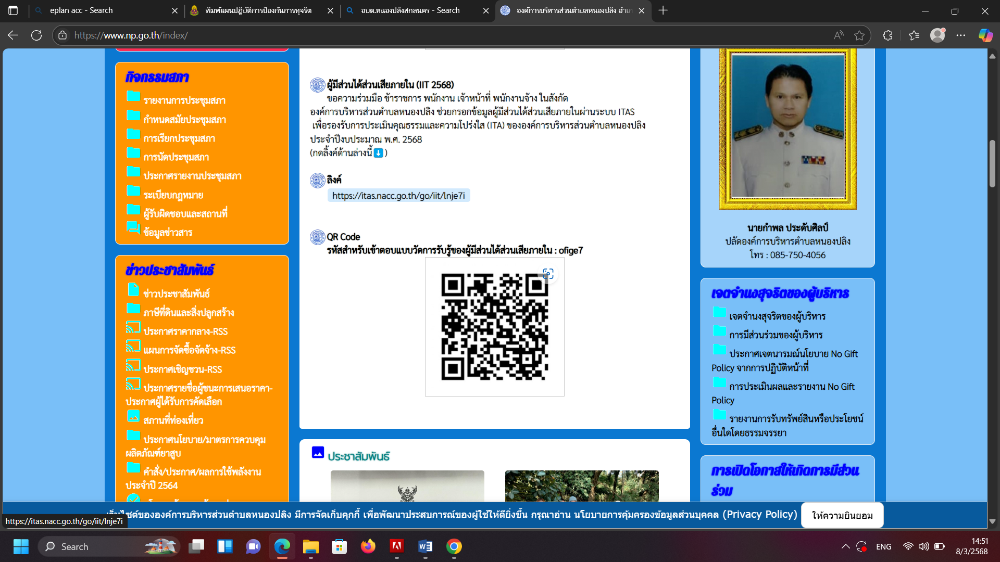 eplan acc - Search
พิมพ์แผนปฏิบัติการป้องกันการทุจริต
อบต.หนองปลิงสกลนคร - Search
องค์การบริหารส่วนตำบลหนองปลิง อำเภ
https://www.np.go.th/index/
กิจกรรมสภา
รายงานการประชุมสภา
กำหนดสมัยประชุมสภา
การเรียกประชุมสภา
การนัดประชุมสภา
ประกาศรายงานประชุมสภา
ระเบียบกฎหมาย
ผู้รับผิดชอบและสถานที่
ข้อมูลข่าวสาร
ข่าวประชาสัมพันธ์
ข่าวประชาสัมพันธ์
ภาษีที่ดินและสิ่งปลูกสร้าง
ประกาศราคากลาง-RSS
แผนการจัดซื้อจัดจ้าง-RSS
ประกาศเชิญชวน-RSS
ประกาศรายชื่อผู้ชนะการเสนอราคา-
ประกาศผู้ได้รับการคัดเลือก
สถานที่ท่องเที่ยว
ประกาศนโยบาย/มาตรการควบคุม
ผลิตภัณฑ์ยาสูบ
คำสั่ง/ประกาศ/ผลการใช้พลังงาน
ประจำปี 2564
ผู้มีส่วนได้ส่วนเสียภายใน (IIT 2568)
ขอความร่วมมือ ข้าราชการ พนักงาน เจ้าหน้าที่ พนักงานจ้าง ในสังกัด
องค์การบริหารส่วนตำบลหนองปลิง ช่วยกรอกข้อมูลผู้มีส่วนได้ส่วนเสียภายในผ่านระบบ ITAS
เพื่อรองรับการประเมินคุณธรรมและความโปร่งใส (ITA) ขององค์การบริหารส่วนตำบลหนองปลิง
ประจำปีงบประมาณ พ.ศ. 2568
(กดลิ้งค์ด้านล่างนี้⬇️)
ลิงค์
https://itas.nacc.go.th/go/iit/lnje7i
QR Code
รหัสสำหรับเข้าตอบแบบวัดการรับรู้ของผู้มีส่วนได้ส่วนเสียภายใน : ofige7
ประชาสัมพันธ์
นายกำพล ประดับศิลป์
ปลัดองค์การบริหารตำบลหนองปลิง
โทร : 085-750-4056
เจตจำนงสุจริตของผู้บริหาร
เจตจำนงสุจริตของผู้บริหาร
การมีส่วนร่วมของผู้บริหาร
ประกาศเจตนารมณ์นโยบาย No Gift
Policy จากการปฏิบัติหน้าที่
การประเมินผลและรายงาน No Gift
Policy
รายงานการรับทรัพย์สินหรือประโยชน์
อื่นใดโดยธรรมจรรยา
การเปิดโอกาสให้เกิดการมีส่วน
ร่วม
เว็บไซต์ขององค์การบริหารส่วนตำบลหนองปลิง มีการจัดเก็บคุกกี้ เพื่อพัฒนาประสบการณ์ของผู้ใช้ให้ดียิ่งขึ้น กรุณาอ่าน นโยบายการคุ้มครองข้อมูลส่วนบุคคล (Privacy Policy)
ให้ความยินยอม
https://itas.nacc.go.th/go/iit/lnje7i
Search
ENG
14:51
8/3/2568